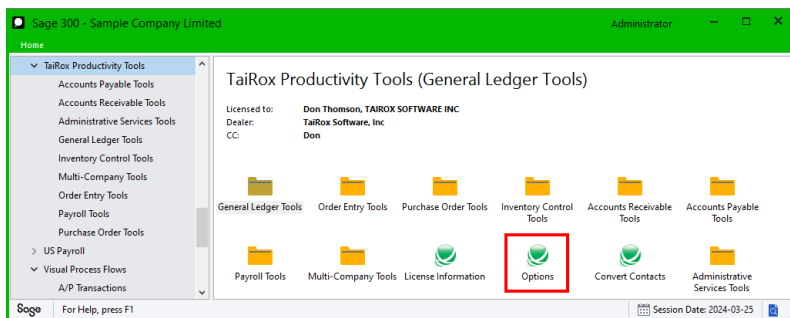 Sage 300 - Sample Company Limited
Administrator
Home
TaiRox Productivity Tools
Accounts Payable Tools
Accounts Receivable Tools
Administrative Services Tools
General Ledger Tools
Inventory Control Tools
Multi-Company Tools
Order Entry Tools
Payroll Tools
Purchase Order Tools
US Payroll
Visual Process Flows
A/P Transactions
TaiRox Productivity Tools (General Ledger Tools)
Licensed to: Don Thomson, TAIROX SOFTWARE INC
Dealer: TaiRox Software, Inc
CC: Don
General Ledger Tools
Order Entry Tools
Purchase Order Tools
Inventory Control
Tools
Accounts Receivable
Tools
Accounts Payable
Tools
Payroll Tools
Multi-Company Tools
License Information
Options
Convert Contacts
Administrative
Services Tools
Sage
For Help, press F1
Session Date: 2024-03-25